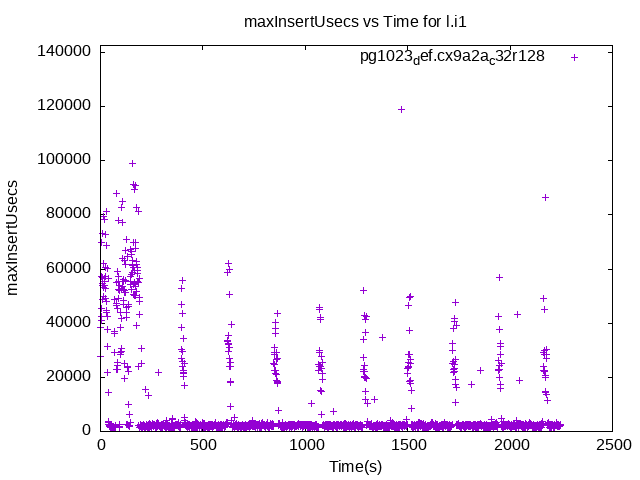 maxInsertUsecs vs Time for l.i1
pg1023def.cx9a2ac32r128
140000
120000
100000
80000
60000
40000
20000
0
maxInsertUsecs
0 500 1000 1500 2000 2500
Time(s)